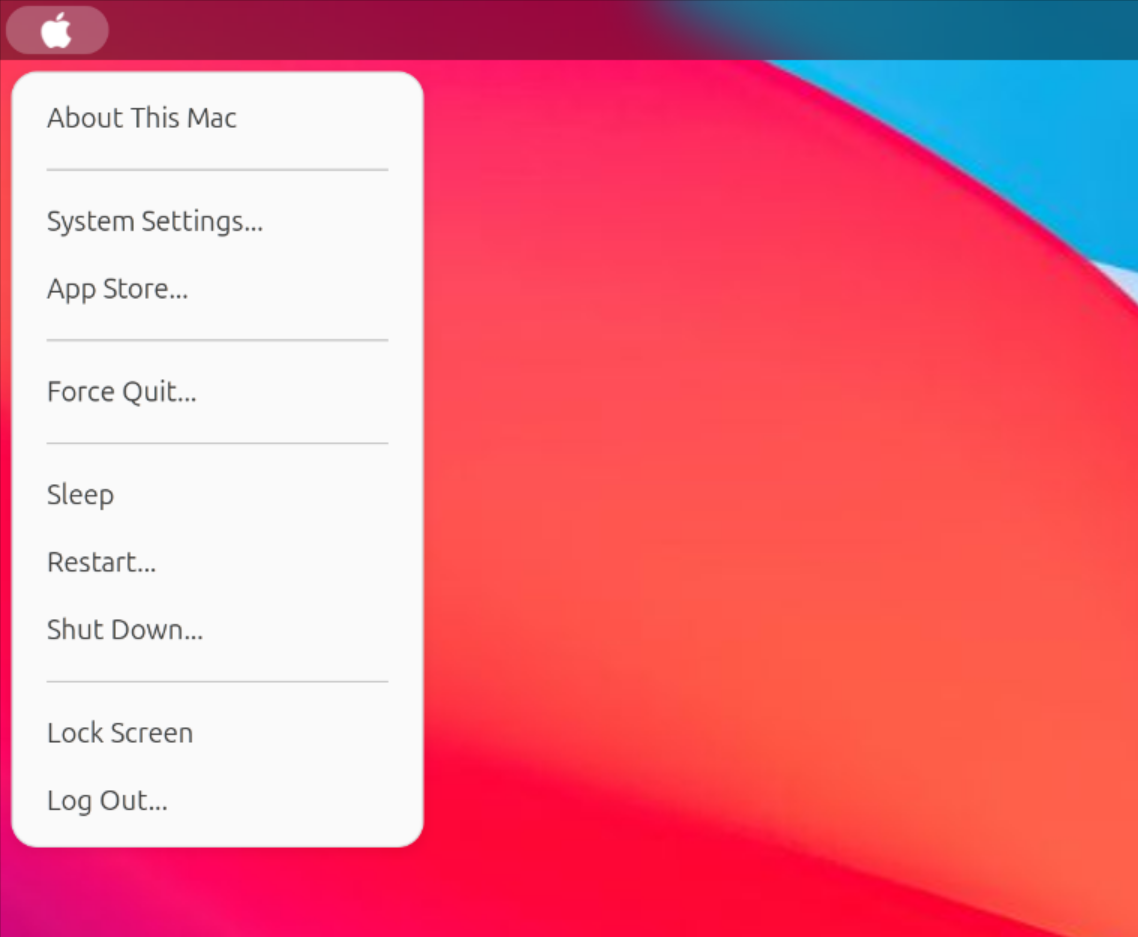 About This Mac
System Settings...
App Store...
Force Quit...
Sleep
Restart...
Shut Down...
Lock Screen
Log Out...